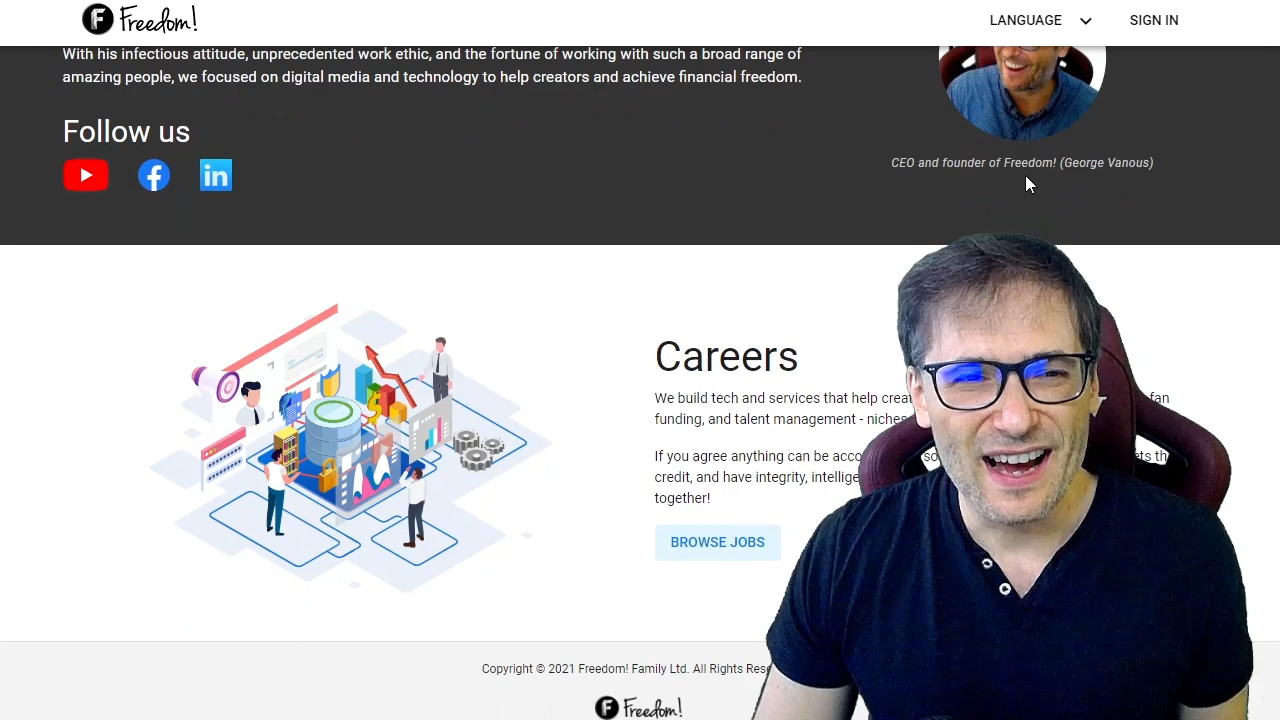 Freedom!
LANGUAGE
SIGN IN
With his infectious attitude, unprecedented work ethic, and the fortune of working with such a broad range of
amazing people, we focused on digital media and technology to help creators and achieve financial freedom.
Follow us
in
CEO and founder of Freedom! (George Vanous)
Careers
We build tech and services that help fan
funding, and talent management - niches
If you agree anything can be
credit, and have integrity,
together!
BROWSE JOBS
Copyright © 2021 Freedom! Family Ltd. All Rights
Freedom!